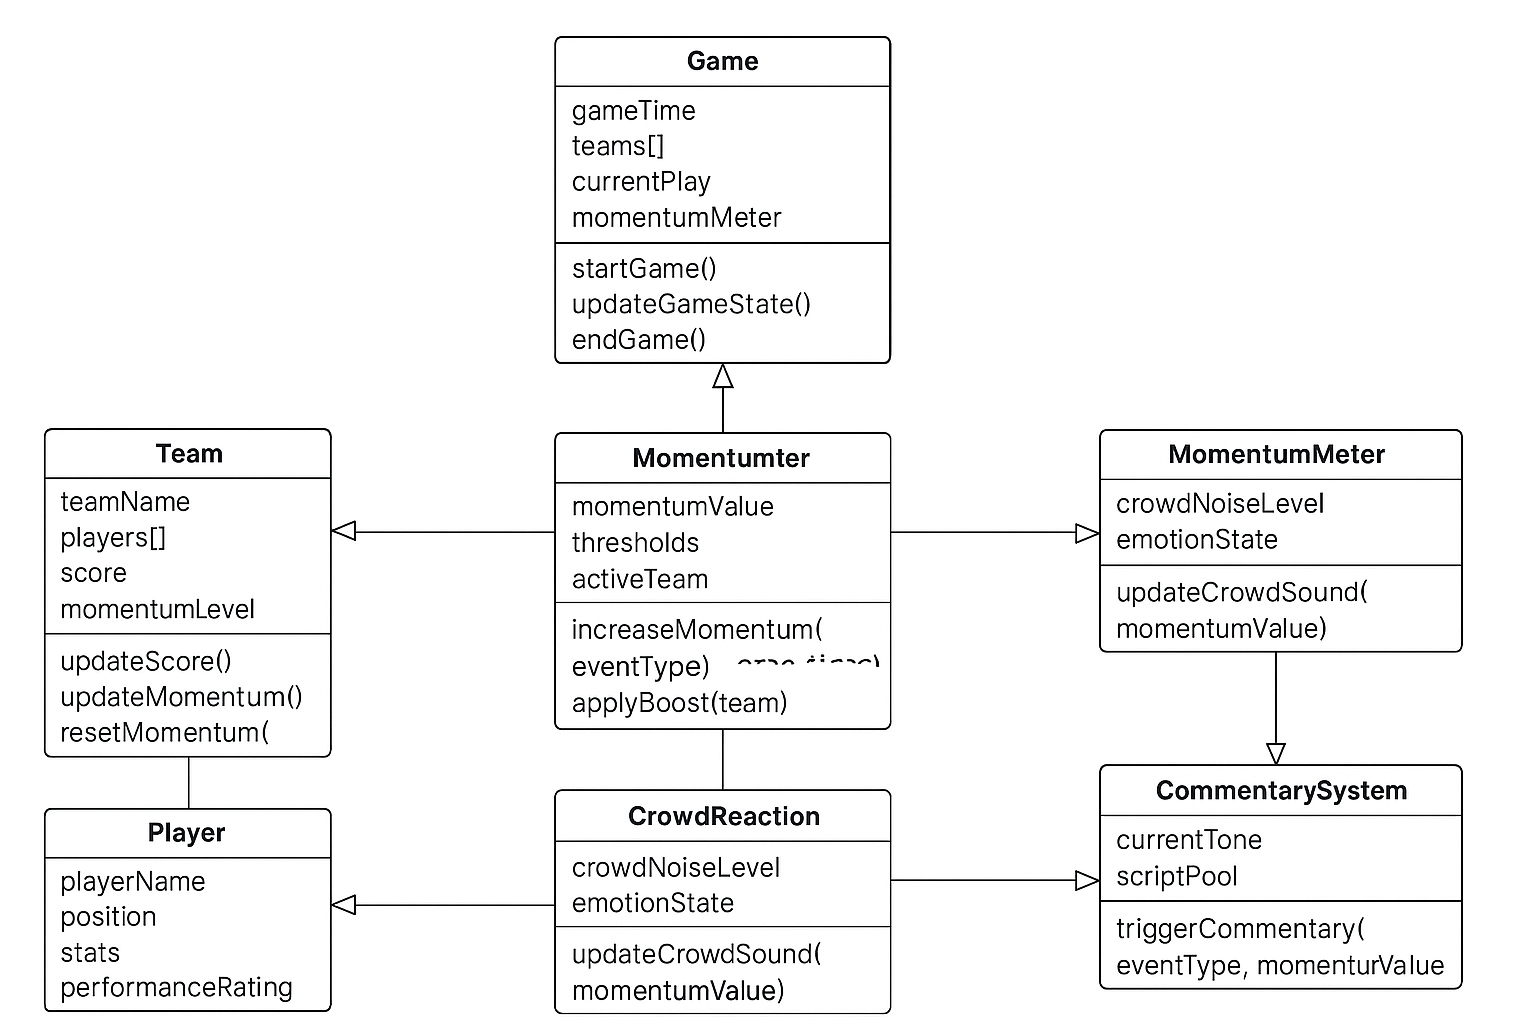 Game
gameTime
teams[]
currentPlay
momentumMeter
startGame()
updateGameState()
endGame()
Team
teamName
players[]
score
momentumLevel
updateScore()
updateMomentum()
resetMomentum(
Momentumter
momentumValue
thresholds
activeTeam
increaseMomentum(
eventType)
applyBoost(team)
MomentumMeter
crowdNoiseLevel
emotionState
updateCrowdSound(
momentumValue)
Player
playerName
position
stats
performanceRating
CrowdReaction
crowdNoiseLevel
emotionState
updateCrowdSound(
momentumValue)
CommentarySystem
currentTone
scriptPool
triggerCommentary(
eventType, momenturValue